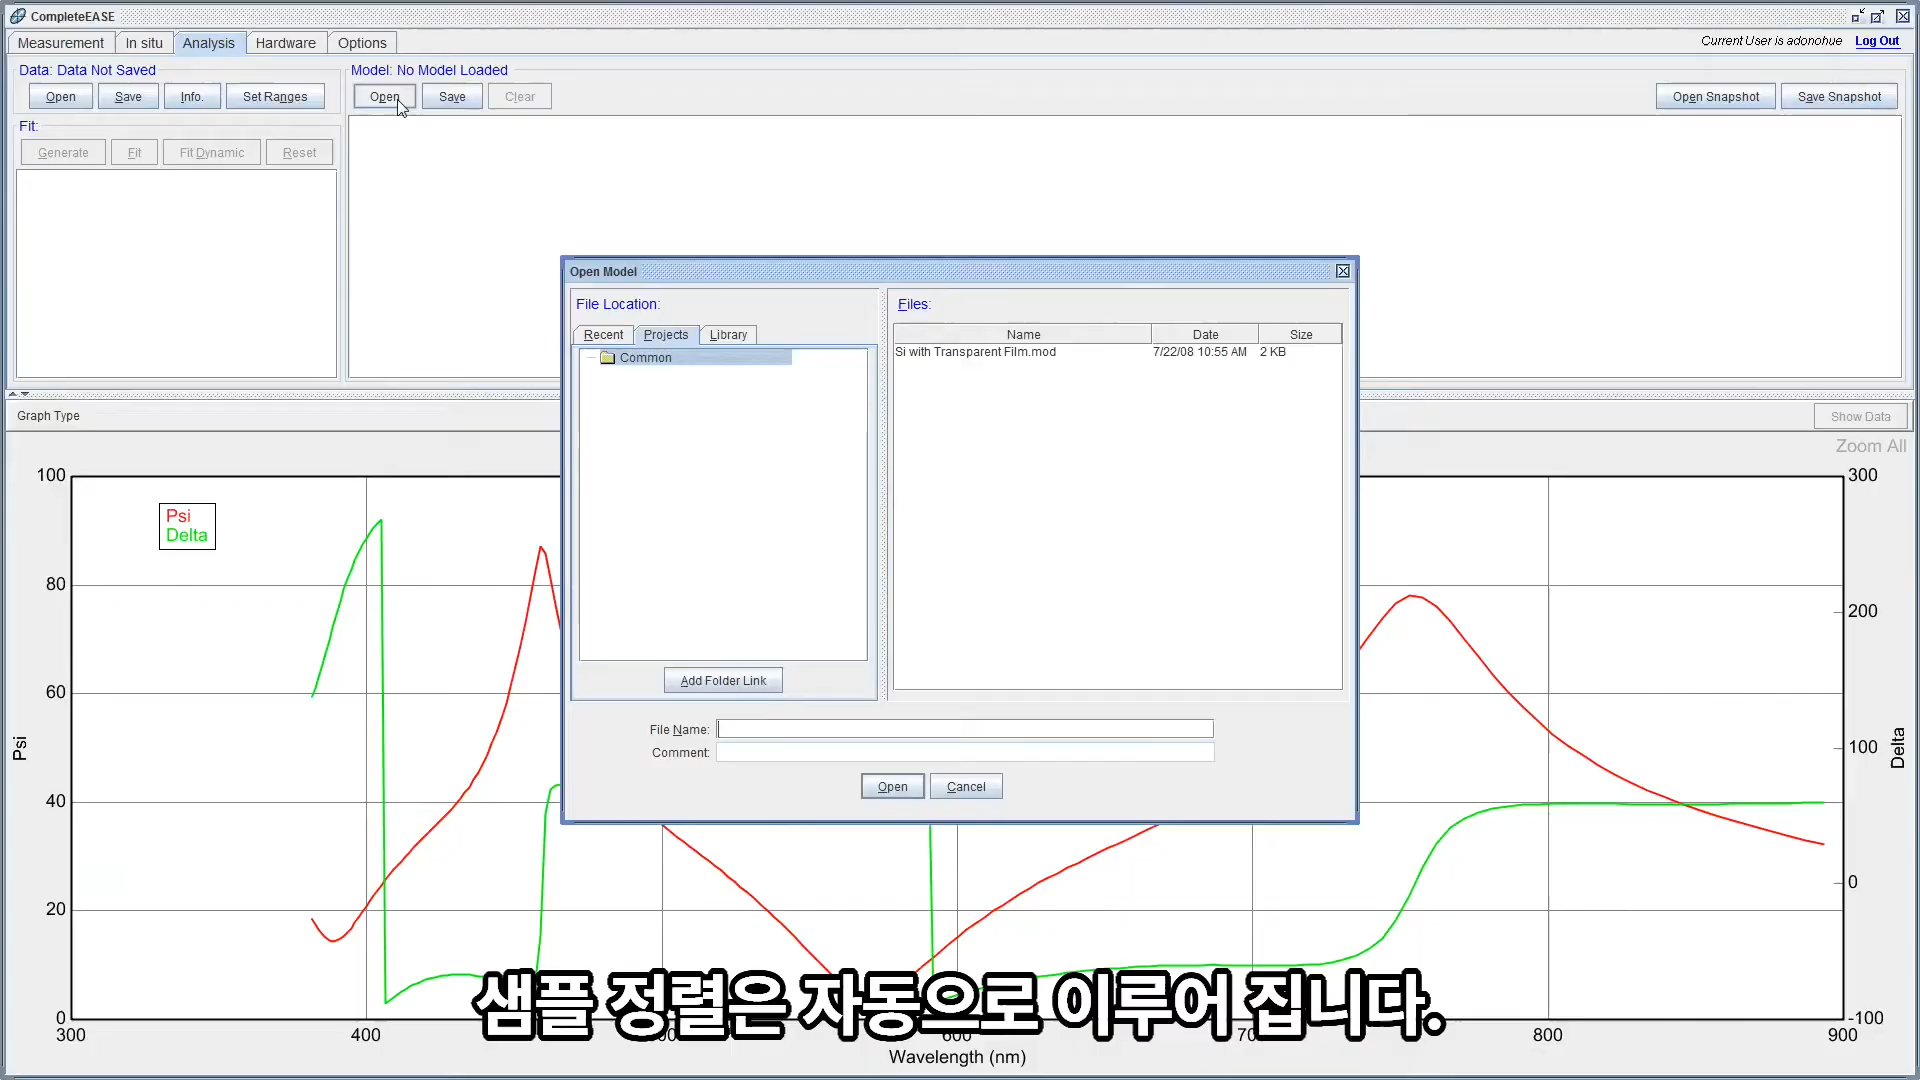 CompleteEASE
Measurement
In situ
Analysis
Hardware
Options
Current User is adonohue
Log Out
Data: Data Not Saved
Open
Save
Info.
Set Ranges
Model: No Model Loaded
Open
Save
Clear
Open Snapshot
Save Snapshot
Fit:
Generate
Fit
Fit Dynamic
Reset
Open Model
File Location:
Recent
Projects
Library
Common
Add Folder Link
Files:
Name
Date
Size
Si with Transparent Film.mod
7/22/08 10:55 AM
2 KB
File Name:
Comment:
Open
Cancel
Graph Type
Show Data
Zoom All
Psi
Delta
100
80
60
40
20
0
Psi
300
200
100
0
-100
Delta
300
400
800
900
Wavelength (nm)
샘플 정렬은 자동으로 이루어 집니다.